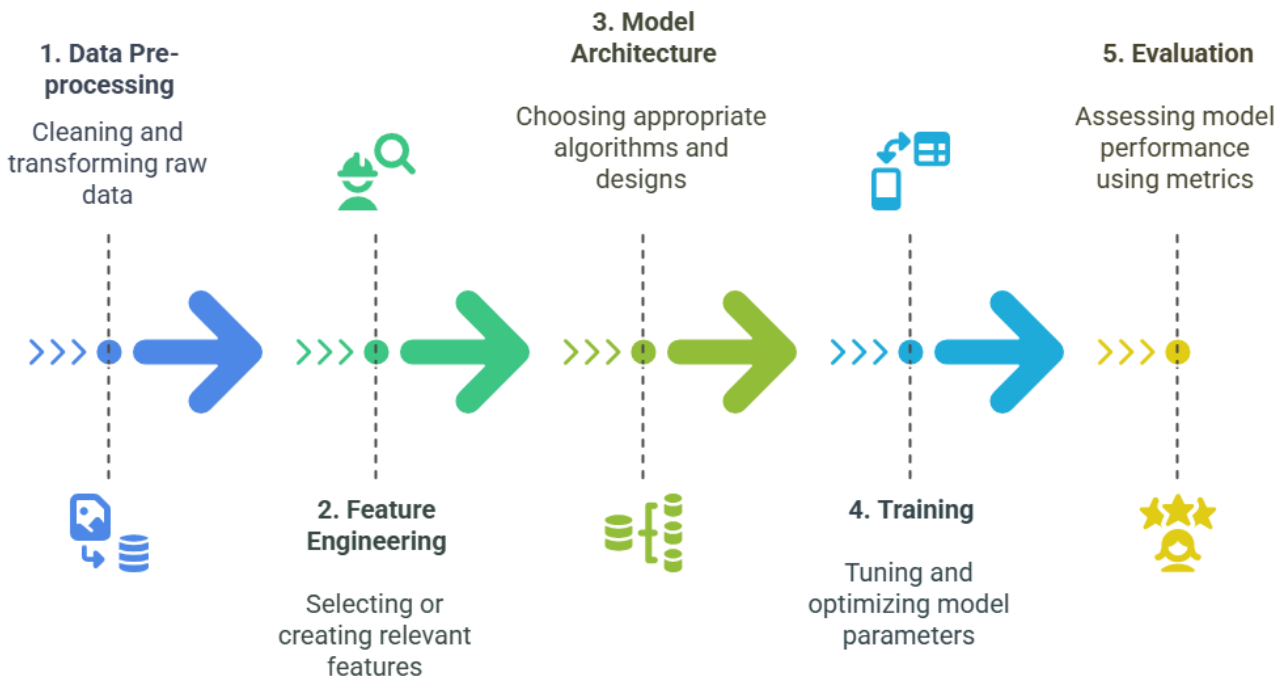 1. Data Pre-
processing
Cleaning and
transforming raw
data
2. Feature
Engineering
Selecting or
creating relevant
features
3. Model
Architecture
Choosing appropriate
algorithms and
designs
4. Training
Tuning and
optimizing model
parameters
5. Evaluation
Assessing model
performance
using metrics